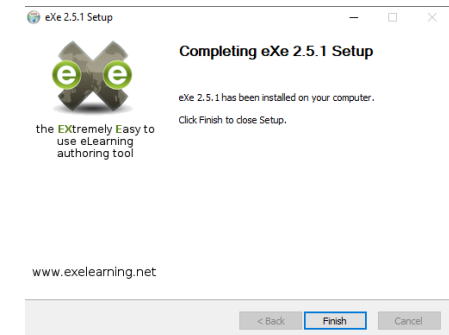 eXe 2.5.1 Setup
Completing eXe 2.5.1 Setup
e e
eXe 2.5.1 has been installed on your computer.
Click Finish to close Setup.
the EXtremely Easy to
use eLearning
authoring tool
www.exelearning.net
< Back Finish Cancel